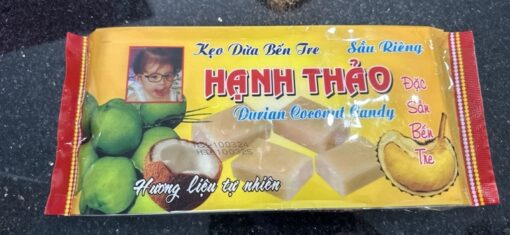 Kẹo Dừa Bến Tre
Sầu Riêng
HẠNH THẢO
Durian Coconut Candy
Đặc
Sản
Bến
Tre
Hương liệu tự nhiên